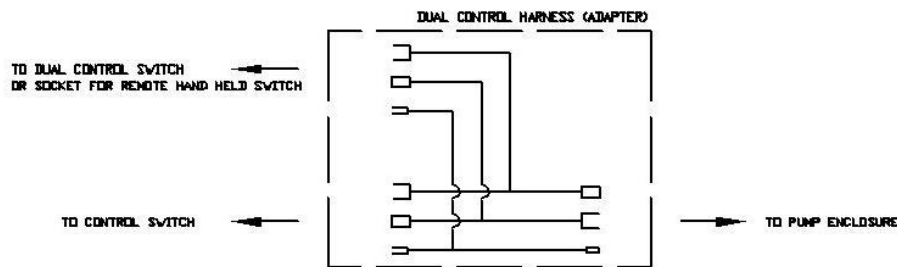 DUAL CONTROL HARNESS (ADAPTER)
TO DUAL CONTROL SWITCH
OR SOCKET FOR REMOTE HAND HELD SWITCH
TO CONTROL SWITCH
TO PUMP ENCLOSURE